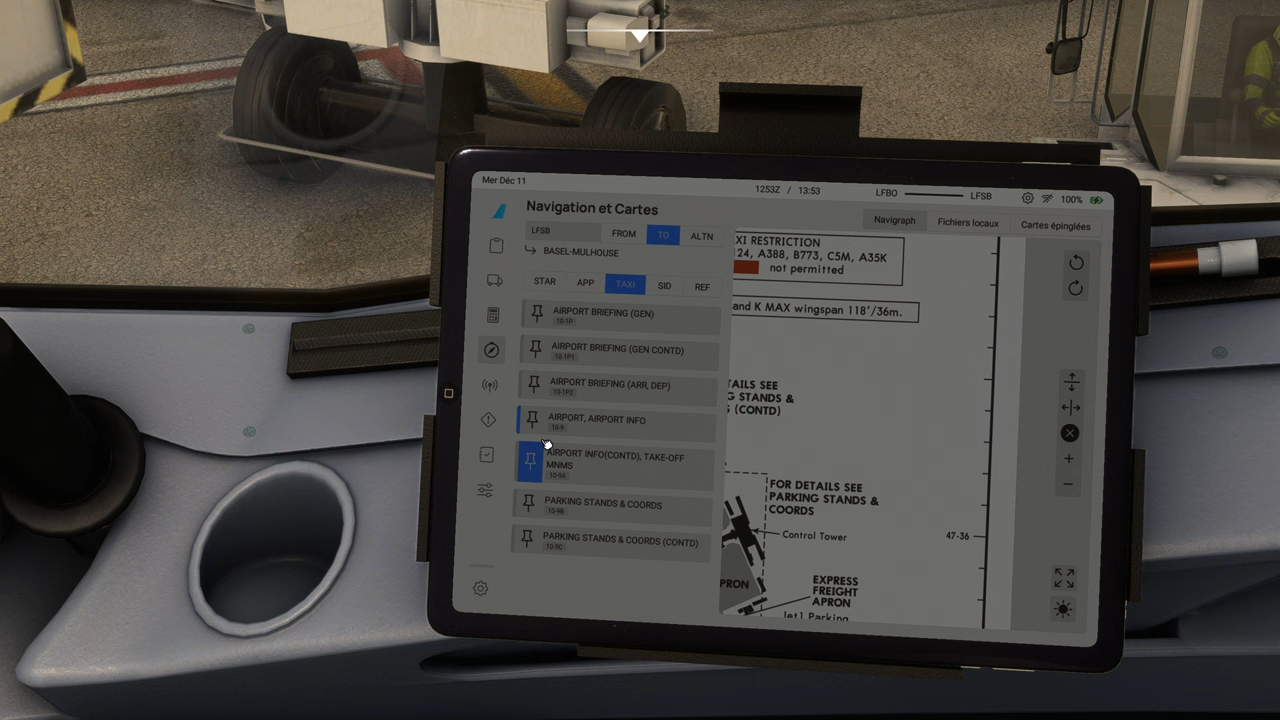 Mer Déc 11
1253Z / 13:53
LFBO
LFSB
100%
Navigation et Cartes
Navigraph
Fichiers locaux
Cartes épinglées
LFSB
FROM
TO
ALTN
BASEL-MULHOUSE
STAR
APP
TAXI
SID
REF
AIRPORT BRIEFING (GEN)
10-1P
AIRPORT BRIEFING (GEN CONTD)
10-1P1
AIRPORT BRIEFING (ARR, DEP)
10-1P2
AIRPORT, AIRPORT INFO
10-9
AIRPORT INFO(CONTD), TAKE-OFF
MNMS
10-9A
PARKING STANDS & COORDS
10-9B
PARKING STANDS & COORDS (CONTD)
10-9C
XI RESTRICTION
24, A388, B773, C5M, A35K
not permitted
and K MAX wingspan 118'/36m.
TAILS SEE
G STANDS &
S (CONTD)
FOR DETAILS SEE
PARKING STANDS &
COORDS
Control Tower
47-36
PRON
EXPRESS
FREIGHT
APRON
Jet1 Parking